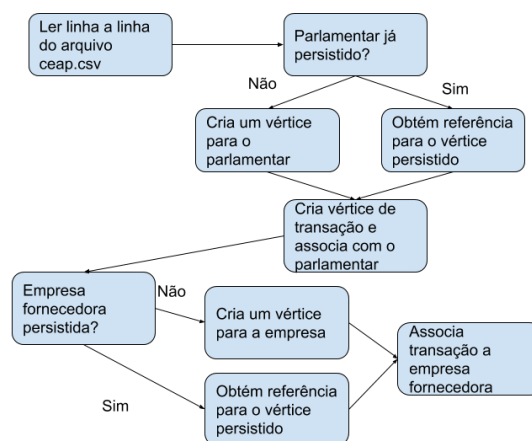 Ler linha a linha
do arquivo
ceap.csv
Parlamentar já
persistido?
Não
Sim
Cria um vértice
para o
parlamentar
Obtém referência
para o vértice
persistido
Cria vértice de
transação e
associa com o
parlamentar
Empresa
fornecedora
persistida?
Não
Sim
Cria um vértice
para a empresa
Obtém referência
para o vértice
persistido
Associa
transação a
empresa
fornecedora